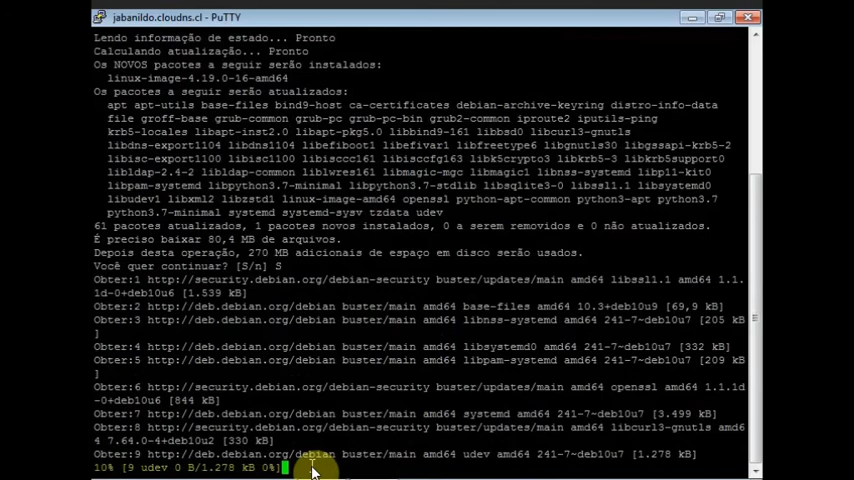 jabanildo.cloudns.cl - PuTTY
Lendo informação de estado... Pronto
Calculando atualização... Pronto
Os NOVOS pacotes a seguir serão instalados:
linux-image-4.19.0-16-amd64
Os pacotes a seguir serão atualizados:
apt apt-utils base-files bind9-host ca-certificates debian-archive-keyring distro-info-data
file groff-base grub-common grub-pc grub-pc-bin grub2-common iproute2 iputils-ping
krb5-locales libapt-inst2.0 libapt-pkg5.0 libbind9-161 libbsd0 libcurl3-gnutls
libdns-export1104 libdns1104 libefiboot1 libefivar1 libfreetype6 libgnutls30 libgssapi-krb5-2
libisc-export1100 libisc1100 libisccc161 libisccfg163 libk5crypto3 libkrb5-3 libkrb5support0
libldap-2.4-2 libldap-common liblwres161 libmagic-mgc libmagic1 libnss-systemd libp11-kit0
libpam-systemd libpython3.7-minimal libpython3.7-stdlib libsqlite3-0 libssl1.1 libsystemd0
libudev1 libxml2 libzstd1 linux-image-amd64 openssl python-apt-common python3-apt python3.7
python3.7-minimal systemd systemd-sysv tzdata udev
61 pacotes atualizados, 1 pacotes novos instalados, 0 a serem removidos e 0 não atualizados.
É preciso baixar 80,4 MB de arquivos.
Depois desta operação, 270 MB adicionais de espaço em disco serão usados.
Você quer continuar? [S/n] S
Obter:1 http://security.debian.org/debian-security buster/updates/main amd64 libssl1.1 amd64 1.1.
1d-0+deb10u6 [1.539 kB]
Obter:2 http://deb.debian.org/debian buster/main amd64 base-files amd64 10.3+deb10u9 [69,9 kB]
Obter:3 http://deb.debian.org/debian buster/main amd64 libnss-systemd amd64 241-7~deb10u7 [205 kB
]
Obter:4 http://deb.debian.org/debian buster/main amd64 libsystemd0 amd64 241-7~deb10u7 [332 kB]
Obter:5 http://deb.debian.org/debian buster/main amd64 libpam-systemd amd64 241-7~deb10u7 [209 kB
]
Obter:6 http://security.debian.org/debian-security buster/updates/main amd64 openssl amd64 1.1.1d
-0+deb10u6 [844 kB]
Obter:7 http://deb.debian.org/debian buster/main amd64 systemd amd64 241-7~deb10u7 [3.499 kB]
Obter:8 http://security.debian.org/debian-security buster/updates/main amd64 libcurl3-gnutls amd6
4 7.64.0-4+deb10u2 [330 kB]
Obter:9 http://deb.debian.org/debian buster/main amd64 udev amd64 241-7~deb10u7 [1.278 kB]
10% [9 udev 0 B/1.278 kB 0%]